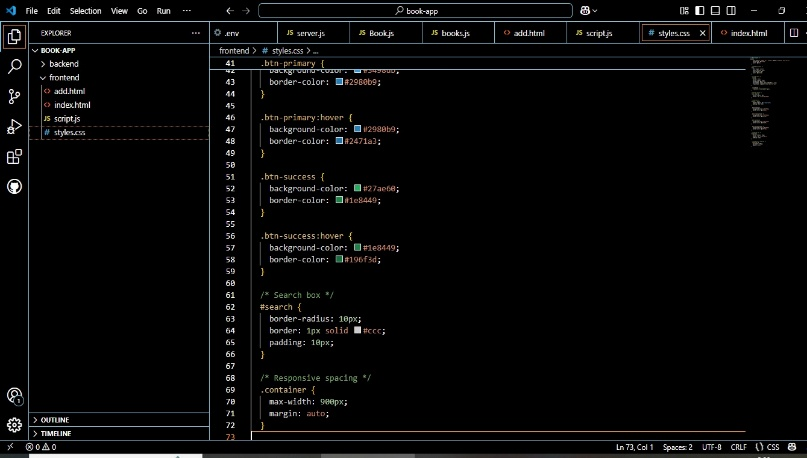 File Edit Selection View Go Run ... book-app
EXPLORER ...
.env server.js Book.js books.js add.html script.js styles.css index.html
BOOK-APP
backend
frontend
add.html
index.html
script.js
styles.css
OUTLINE
TIMELINE
frontend > # styles.css > ...
41 .btn-primary {
42 background-color:
43 border-color: #2980b9;
44 }
45
46 .btn-primary:hover {
47 background-color: #2980b9;
48 border-color: #2471a3;
49 }
50
51 .btn-success {
52 background-color: #27ae60;
53 border-color: #1e8449;
54 }
55
56 .btn-success:hover {
57 background-color: #1e8449;
58 border-color: #196f3d;
59 }
60
61 /* Search box */
62 #search {
63 border-radius: 10px;
64 border: 1px solid #ccc;
65 padding: 10px;
66 }
67
68 /* Responsive spacing */
69 .container {
70 max-width: 900px;
71 margin: auto;
72 }
73
0 0 Ln 73, Col 1 Spaces: 2 UTF-8 CRLF {} CSS